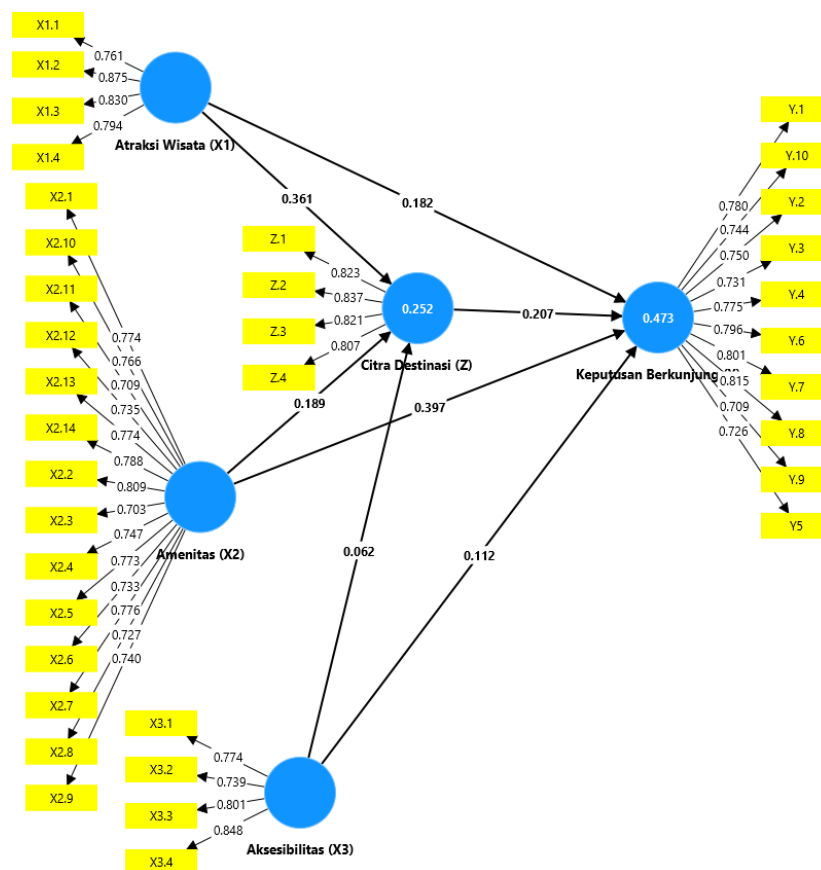 X1.1
X1.2
X1.3
X1.4
0.761
0.875
0.830
0.794
Atraksi Wisata (X1)
X2.1
X2.10
X2.11
X2.12
X2.13
X2.14
X2.2
X2.3
X2.4
X2.5
X2.6
X2.7
X2.8
X2.9
0.774
0.766
0.709
0.735
0.774
0.788
0.809
0.703
0.747
0.773
0.733
0.776
0.727
0.740
Amenitas (X2)
X3.1
X3.2
X3.3
X3.4
0.774
0.739
0.801
0.848
Aksesibilitas (X3)
Z.1
Z.2
Z.3
Z.4
0.823
0.837
0.821
0.807
0.252
Citra Destinasi (Z)
0.361
0.182
0.207
0.189
0.397
0.062
0.112
0.473
Keputusan Berkunjung
0.780
0.744
0.750
0.731
0.775
0.796
0.801
0.815
0.709
0.726
Y.1
Y.10
Y.2
Y.3
Y.4
Y.6
Y.7
Y.8
Y.9
Y5